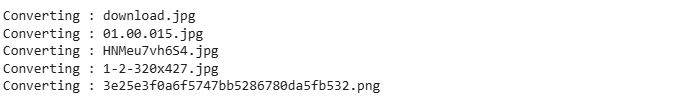 Converting : download.jpg
Converting : 01.00.015.jpg
Converting : HNMeu7vh6S4.jpg
Converting : 1-2-320x427.jpg
Converting : 3e25e3f0a6f5747bb5286780da5fb532.png